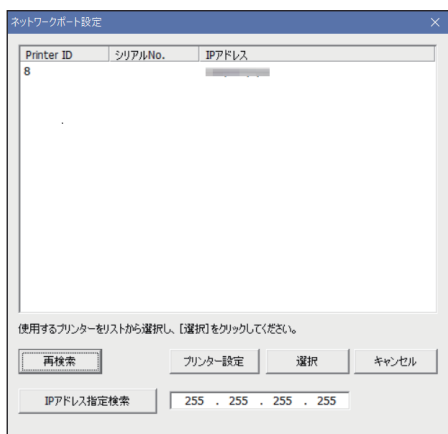 ネットワークポート設定
Printer ID シリアルNo. IPアドレス
8
使用するプリンターをリストから選択し、[選択]をクリックしてください。
再検索 プリンター設定 選択 キャンセル
IPアドレス指定検索 255 . 255 . 255 . 255